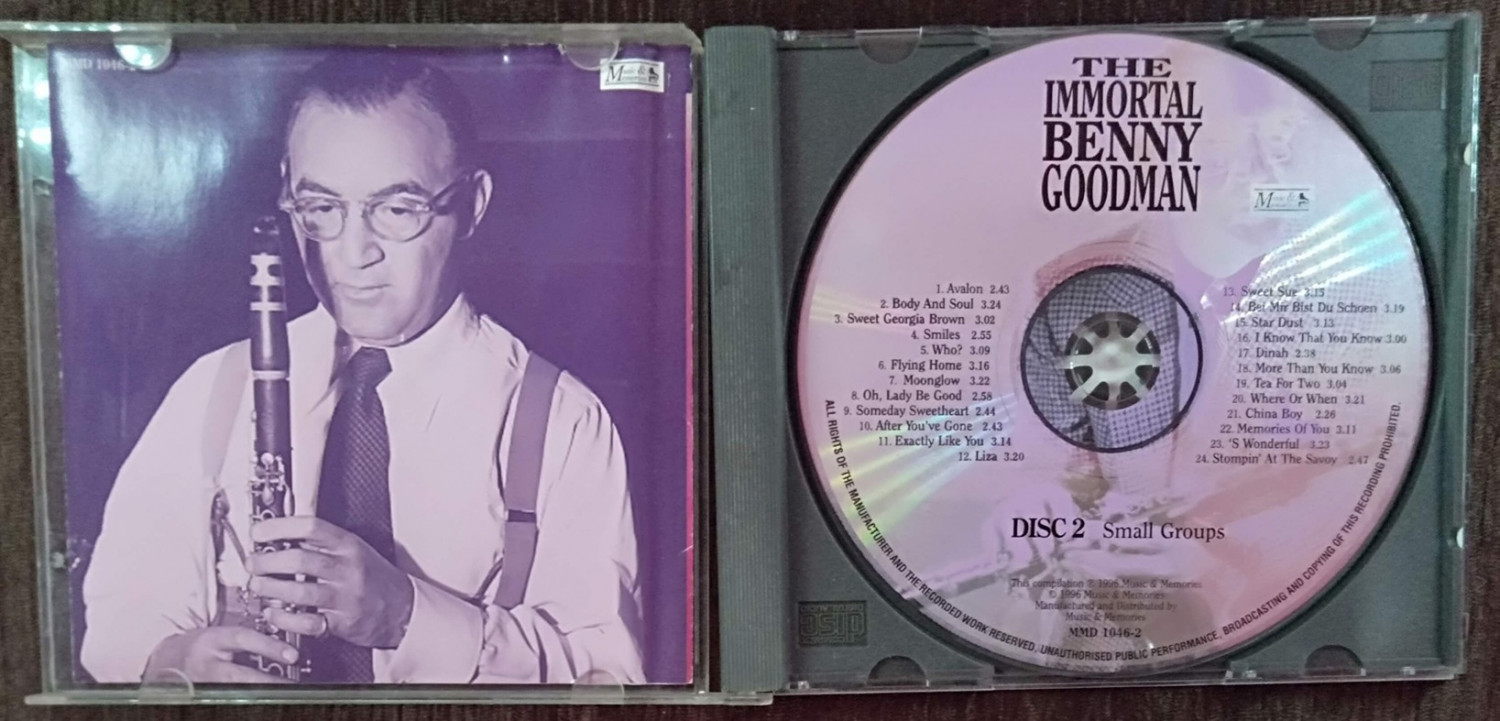 MMD 1046-2
Music &
Memories
THE
IMMORTAL
BENNY
GOODMAN
Music &
Memories
1. Avalon 2.43
2. Body And Soul 3.24
3. Sweet Georgia Brown 3.02
4. Smiles 2.55
5. Who? 3.09
6. Flying Home 3.16
7. Moonglow 3.22
8. Oh, Lady Be Good 2.58
9. Someday Sweetheart 2.44
10. After You've Gone 2.43
11. Exactly Like You 3.14
12. Liza 3.20
13. Sweet Sue 3.15
14. Bei Mir Bist Du Schoen 3.19
15. Star Dust 3.13
16. I Know That You Know 3.00
17. Dinah 2.38
18. More Than You Know 3.06
19. Tea For Two 3.04
20. Where Or When 3.21
21. China Boy 2.26
22. Memories Of You 3.11
23. 'S Wonderful 3.23
24. Stompin' At The Savoy 2.47
DISC 2 Small Groups
This compilation ℗ 1996 Music & Memories
© 1996 Music & Memories
Manufactured and Distributed by
Music & Memories
MMD 1046-2
ALL RIGHTS OF THE MANUFACTURER AND THE RECORDED WORK RESERVED. UNAUTHORISED PUBLIC PERFORMANCE, BROADCASTING AND COPYING OF THIS RECORDING PROHIBITED.